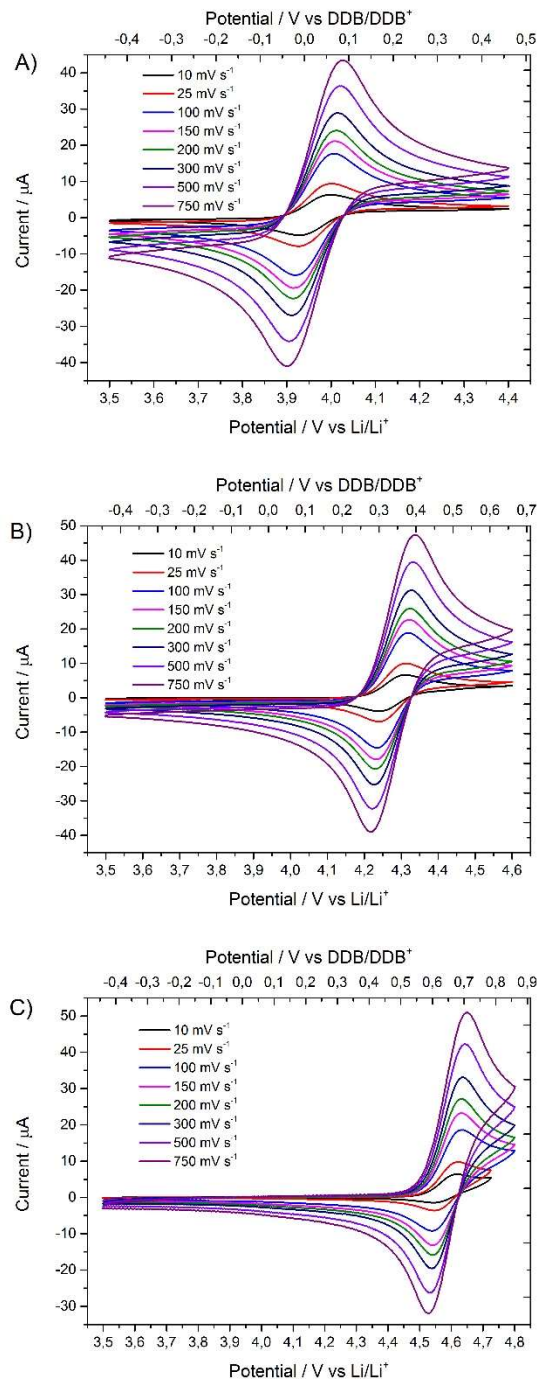 Potential / V vs DDB/DDB⁺
-0,4 -0,3 -0,2 -0,1 0,0 0,1 0,2 0,3 0,4 0,5
A)
10 mV s⁻¹
25 mV s⁻¹
100 mV s⁻¹
150 mV s⁻¹
200 mV s⁻¹
300 mV s⁻¹
500 mV s⁻¹
750 mV s⁻¹
40
30
20
10
0
-10
-20
-30
-40
Current / µA
3,5 3,6 3,7 3,8 3,9 4,0 4,1 4,2 4,3 4,4
Potential / V vs Li/Li⁺
Potential / V vs DDB/DDB⁺
-0,4 -0,3 -0,2 -0,1 0,0 0,1 0,2 0,3 0,4 0,5 0,6 0,7
B)
10 mV s⁻¹
25 mV s⁻¹
100 mV s⁻¹
150 mV s⁻¹
200 mV s⁻¹
300 mV s⁻¹
500 mV s⁻¹
750 mV s⁻¹
50
40
30
20
10
0
-10
-20
-30
-40
Current / µA
3,5 3,6 3,7 3,8 3,9 4,0 4,1 4,2 4,3 4,4 4,5 4,6
Potential / V vs Li/Li⁺
Potential / V vs DDB/DDB⁺
-0,4 -0,3 -0,2 -0,1 0,0 0,1 0,2 0,3 0,4 0,5 0,6 0,7 0,8 0,9
C)
10 mV s⁻¹
25 mV s⁻¹
100 mV s⁻¹
150 mV s⁻¹
200 mV s⁻¹
300 mV s⁻¹
500 mV s⁻¹
750 mV s⁻¹
50
40
30
20
10
0
-10
-20
-30
Current / µA
3,5 3,6 3,7 3,8 3,9 4,0 4,1 4,2 4,3 4,4 4,5 4,6 4,7 4,8
Potential / V vs Li/Li⁺